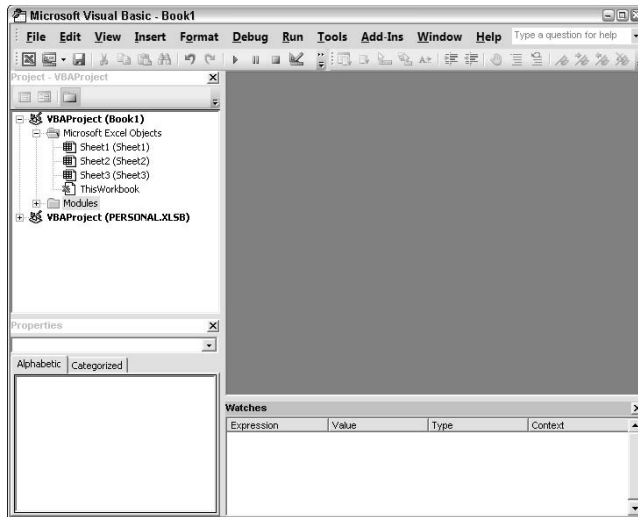 Microsoft Visual Basic - Book1
File Edit View Insert Format Debug Run Tools Add-Ins Window Help Type a question for help
Project - VBAProject
VBAProject (Book1)
Microsoft Excel Objects
Sheet1 (Sheet1)
Sheet2 (Sheet2)
Sheet3 (Sheet3)
ThisWorkbook
Modules
VBAProject (PERSONAL.XLSB)
Properties
Alphabetic Categorized
Watches
Expression Value Type Context